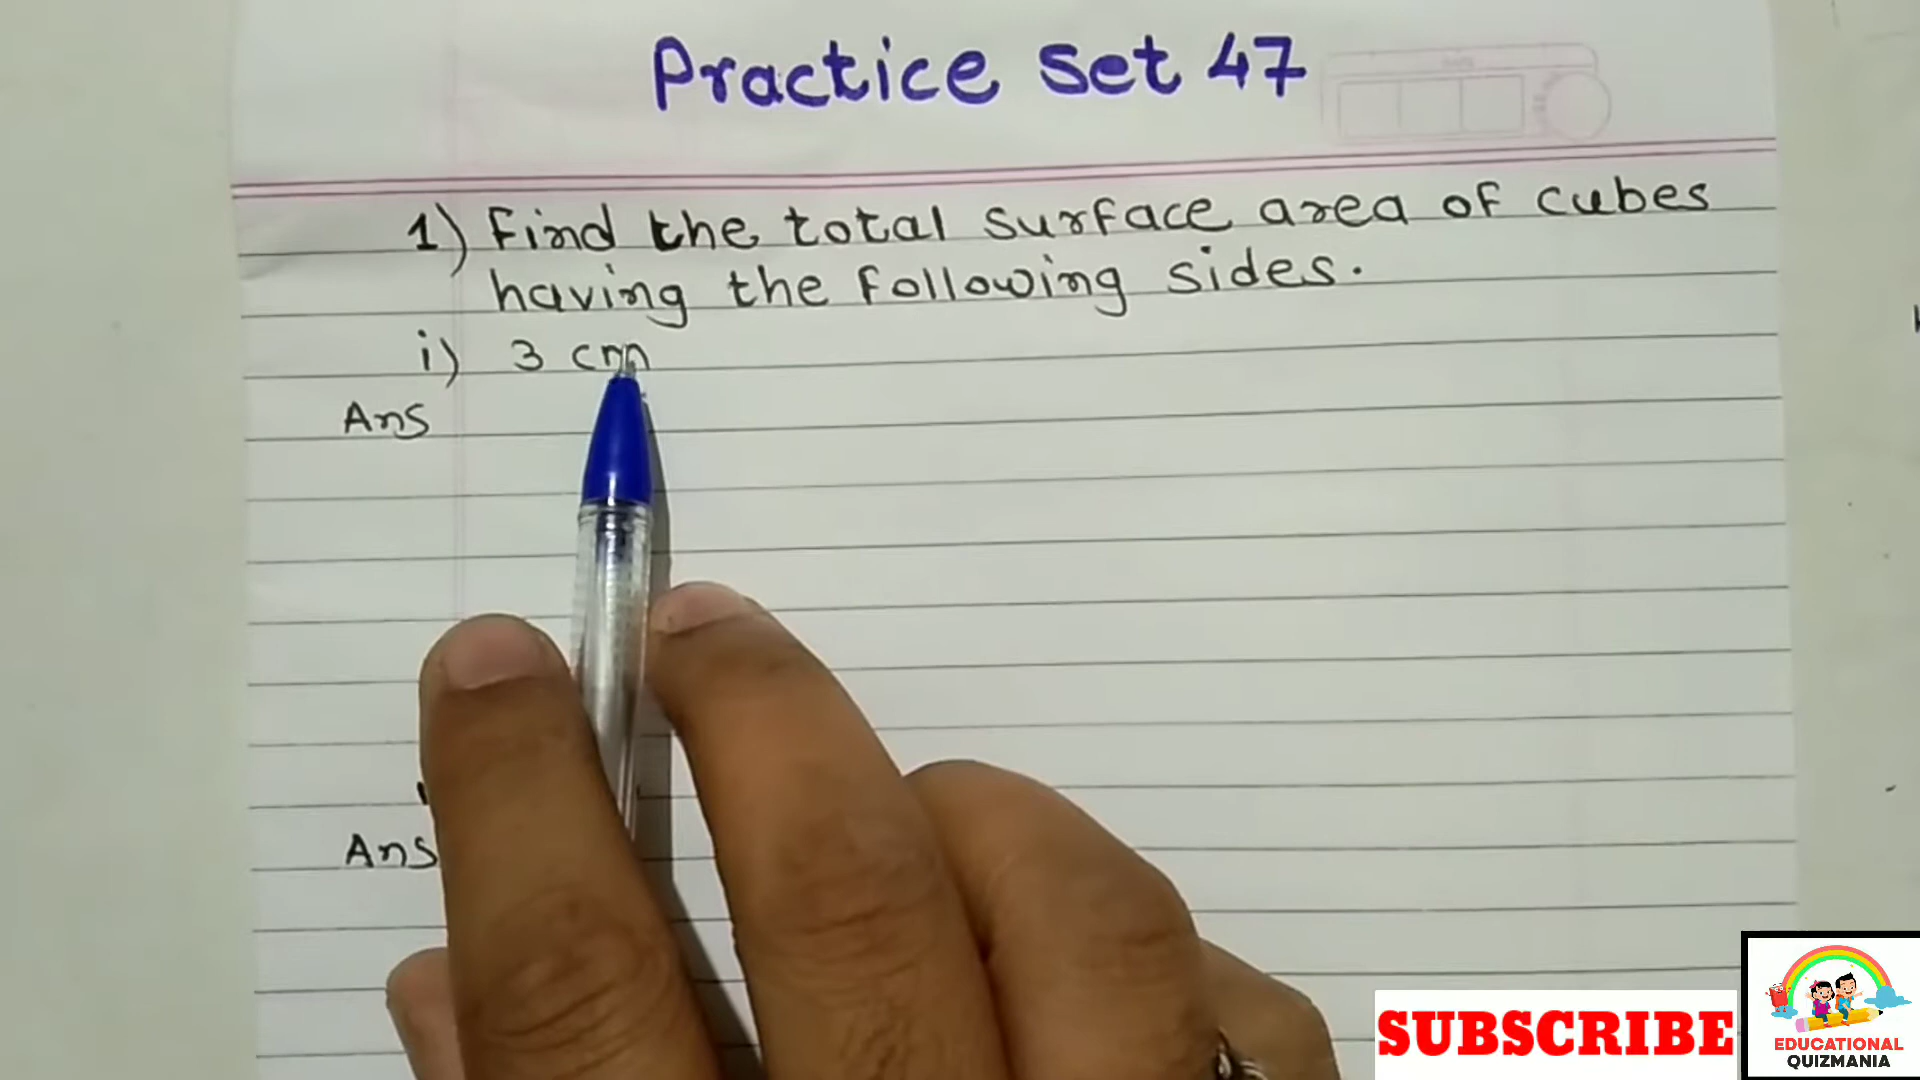 Practice Set 47
1) Find the total surface area of cubes
having the following sides.
i) 3 cm
Ans
Ans
SUBSCRIBE
EDUCATIONAL
QUIZMANIA